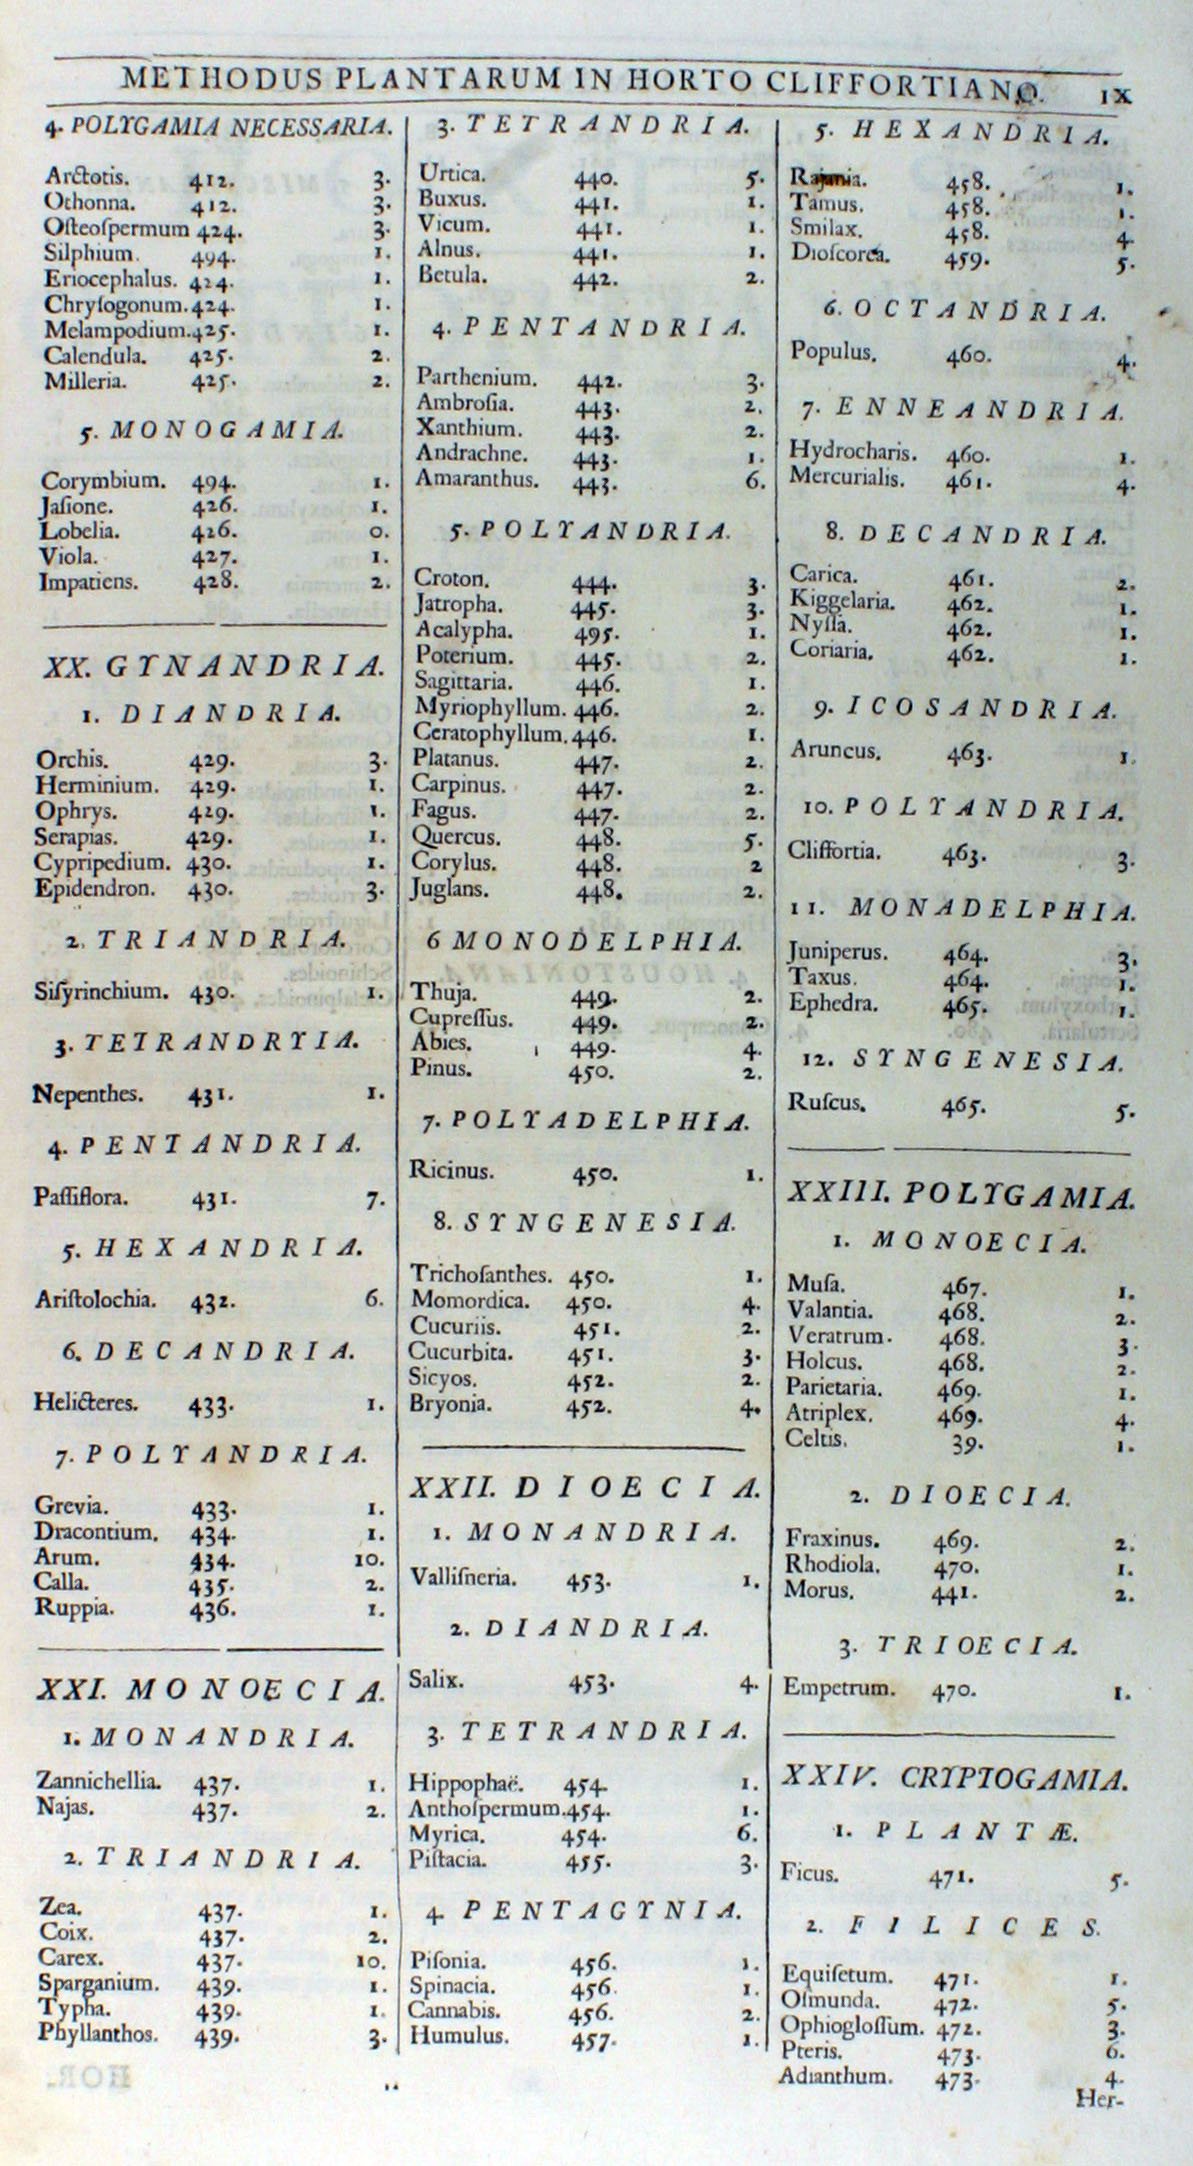 METHODUS PLANTARUM IN HORTO CLIFFORTIANO. IX
4. POLYGAMIA NECESSARIA.
Arctotis. 412. 3.
Othonna. 412. 3.
Oſteoſpermum 424. 3.
Silphium. 494. 1.
Eriocephalus. 424. 1.
Chryſogonum. 424. 1.
Melampodium. 425. 1.
Calendula. 425. 2.
Milleria. 425. 2.
5. MONOGAMIA.
Corymbium. 494. 1.
Jaſione. 426. 1.
Lobelia. 426. 0.
Viola. 427. 1.
Impatiens. 428. 2.
XX. GYNANDRIA.
1. DIANDRIA.
Orchis. 429. 3.
Herminium. 429. 1.
Ophrys. 429. 1.
Serapias. 429. 1.
Cypripedium. 430. 1.
Epidendron. 430. 3.
2. TRIANDRIA.
Siſyrinchium. 430. 1.
3. TETRANDRYIA.
Nepenthes. 431. 1.
4. PENTANDRIA.
Paſſiflora. 431. 7.
5. HEXANDRIA.
Ariſtolochia. 432. 6.
6. DECANDRIA.
Helicteres. 433. 1.
7. POLYANDRIA.
Grevia. 433. 1.
Dracontium. 434. 1.
Arum. 434. 10.
Calla. 435. 2.
Ruppia. 436. 1.
XXI. MONOECIA.
1. MONANDRIA.
Zannichellia. 437. 1.
Najas. 437. 2.
2. TRIANDRIA.
Zea. 437. 1.
Coix. 437. 2.
Carex. 437. 10.
Sparganium. 439. 1.
Typha. 439. 1.
Phyllanthos. 439. 3.
3. TETRANDRIA.
Urtica. 440. 5.
Buxus. 441. 1.
Vicum. 441. 1.
Alnus. 441. 1.
Betula. 442. 2.
4. PENTANDRIA.
Parthenium. 442. 3.
Ambroſia. 443. 2.
Xanthium. 443. 2.
Andrachne. 443. 1.
Amaranthus. 443. 6.
5. POLYANDRIA.
Croton. 444. 3.
Jatropha. 445. 3.
Acalypha. 495. 1.
Poterium. 445. 2.
Sagittaria. 446. 1.
Myriophyllum. 446. 2.
Ceratophyllum. 446. 1.
Platanus. 447. 2.
Carpinus. 447. 2.
Fagus. 447. 2.
Quercus. 448. 5.
Corylus. 448. 2
Juglans. 448. 2.
6 MONODELPHIA.
Thuja. 449. 2.
Cupreſſus. 449. 2.
Abies. 449. 4.
Pinus. 450. 2.
7. POLYADELPHIA.
Ricinus. 450. 1.
8. SYNGENESIA.
Trichoſanthes. 450. 1.
Momordica. 450. 4.
Cucuriis. 451. 2.
Cucurbita. 451. 3.
Sicyos. 452. 2.
Bryonia. 452. 4.
XXII. DIOECIA.
1. MONANDRIA.
Valliſneria. 453. 1.
2. DIANDRIA.
Salix. 453. 4.
3. TETRANDRIA.
Hippophaë. 454. 1.
Anthoſpermum. 454. 1.
Myrica. 454. 6.
Piſtacia. 455. 3.
4. PENTAGYNIA.
Piſonia. 456. 1.
Spinacia. 456. 1.
Cannabis. 456. 2.
Humulus. 457. 1.
5. HEXANDRIA.
Rajania. 458. 1.
Tamus. 458. 1.
Smilax. 458. 4.
Dioſcorea. 459. 5.
6. OCTANDRIA.
Populus. 460. 4.
7. ENNEANDRIA.
Hydrocharis. 460. 1.
Mercurialis. 461. 4.
8. DECANDRIA.
Carica. 461. 2.
Kiggelaria. 462. 1.
Nyſſa. 462. 1.
Coriaria. 462. 1.
9. ICOSANDRIA.
Aruncus. 463. 1.
10. POLYANDRIA.
Cliffortia. 463. 3.
11. MONADELPHIA.
Juniperus. 464. 3.
Taxus. 464. 1.
Ephedra. 465. 1.
12. SYNGENESIA.
Ruſcus. 465. 5.
XXIII. POLYGAMIA.
1. MONOECIA.
Muſa. 467. 1.
Valantia. 468. 2.
Veratrum. 468. 3.
Holcus. 468. 2.
Parietaria. 469. 1.
Atriplex. 469. 4.
Celtis. 39. 1.
2. DIOECIA.
Fraxinus. 469. 2.
Rhodiola. 470. 1.
Morus. 441. 2.
3. TRIOECIA.
Empetrum. 470. 1.
XXIV. CRYPTOGAMIA.
1. PLANTÆ.
Ficus. 471. 5.
2. FILICES.
Equiſetum. 471. 1.
Oſmunda. 472. 5.
Ophiogloſſum. 472. 3.
Pteris. 473. 6.
Adianthum. 473. 4.
Her-